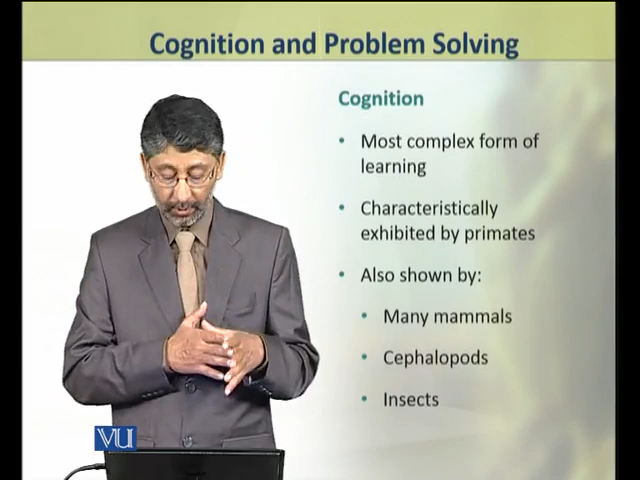 Cognition and Problem Solving
Cognition
• Most complex form of
learning
• Characteristically
exhibited by primates
• Also shown by:
• Many mammals
• Cephalopods
• Insects
VU